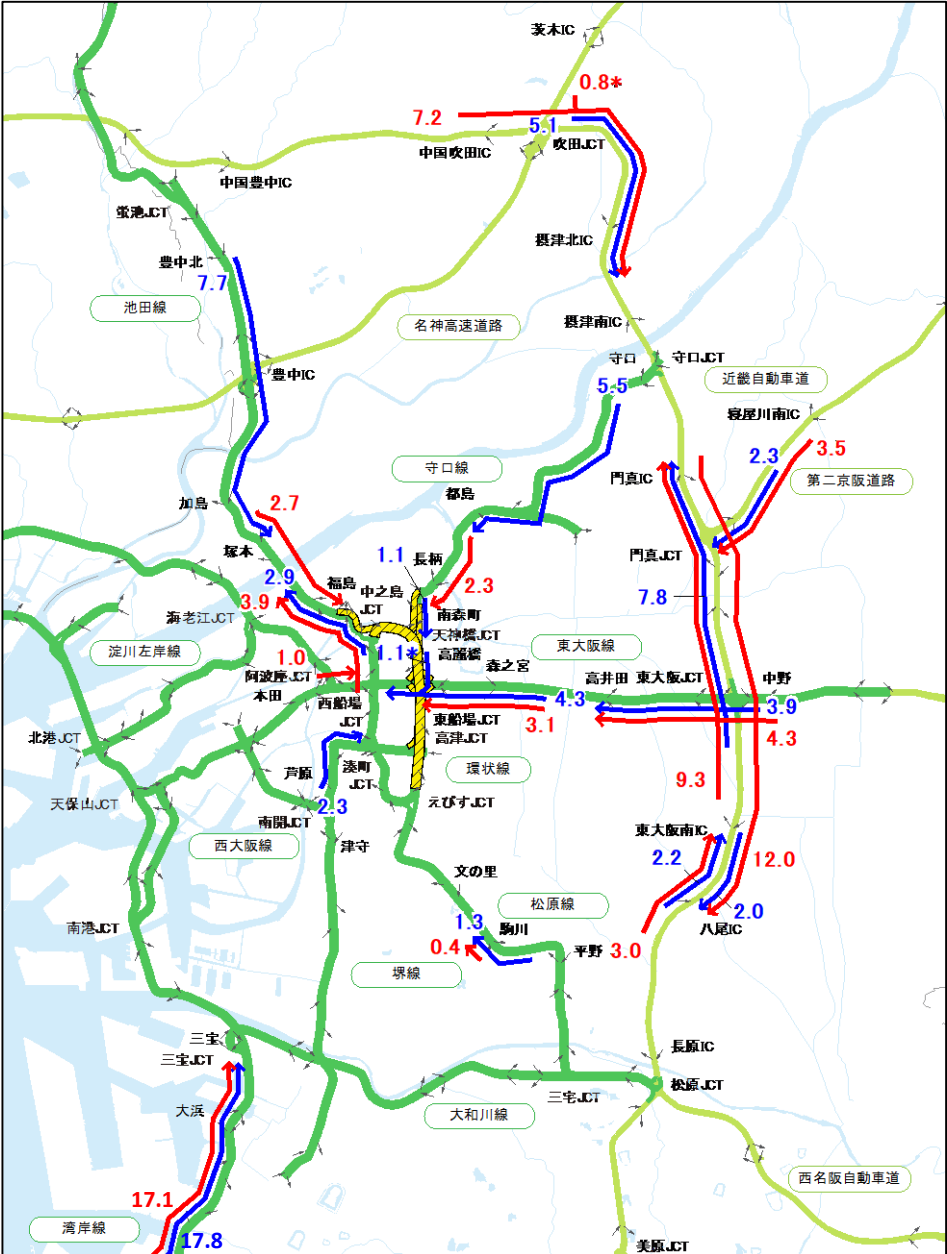 茨木IC
0.8*
7.2
5.1
吹田JCT
中国吹田IC
中国豊中IC
蛍池JCT
摂津北IC
豊中北
7.7
池田線
名神高速道路
摂津南IC
守口
守口JCT
豊中IC
近畿自動車道
5.5
寝屋川南IC
守口線
2.3
3.5
都島
門真IC
第二京阪道路
加島
2.7
塚本
1.1
長柄
門真JCT
2.9
福島
中之島
JCT
2.3
7.8
3.9
南森町
海老江JCT
天神橋JCT
淀川左岸線
1.1*
高麗橋
東大阪線
1.0
森之宮
阿波座JCT
高井田
東大阪JCT
中野
本田
西船場
JCT
4.3
3.9
東船場JCT
3.1
4.3
北港JCT
高津JCT
芦原
湊町
JCT
環状線
9.3
天保山JCT
2.3
えびすJCT
南開JCT
東大阪南IC
西大阪線
津守
2.2
12.0
文の里
松原線
2.0
南港JCT
1.3
駒川
八尾IC
0.4
平野
3.0
堺線
三宝
長原IC
三宝JCT
松原JCT
三宅JCT
大浜
大和川線
西名阪自動車道
17.1
湾岸線
17.8
美原JCT